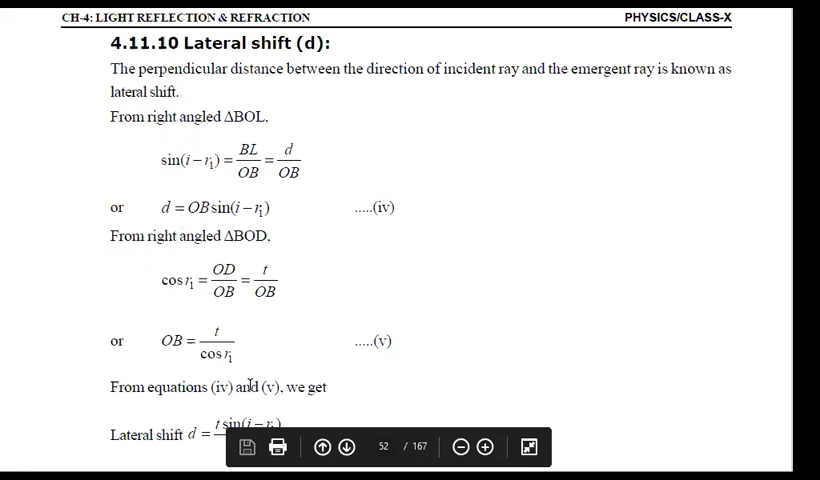 CH-4: LIGHT REFLECTION & REFRACTION PHYSICS/CLASS-X
4.11.10 Lateral shift (d):
The perpendicular distance between the direction of incident ray and the emergent ray is known as
lateral shift.
From right angled ΔBOL,
sin(i − r₁) = BL/OB = d/OB
or d = OB sin(i − r₁) .....(iv)
From right angled ΔBOD,
cos r₁ = OD/OB = t/OB
or OB = t/cos r₁ .....(v)
From equations (iv) and (v), we get
Lateral shift d = t sin(i − r₁)
52 / 167